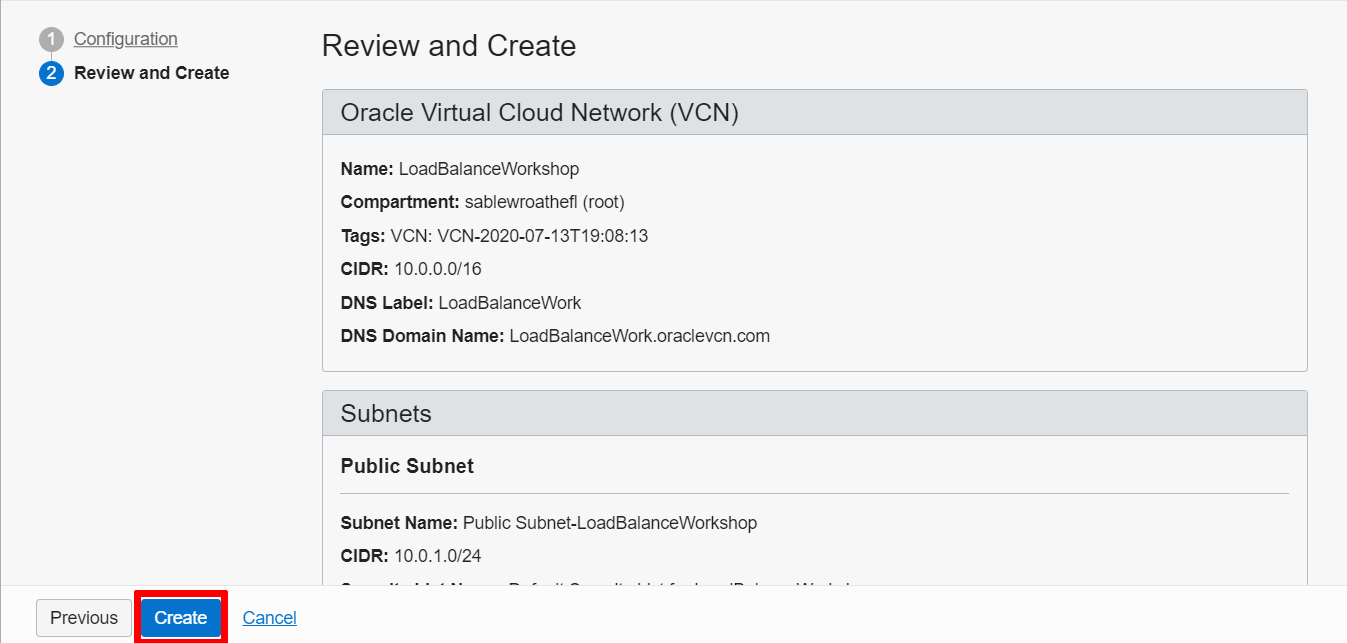 1 Configuration
2 Review and Create
Review and Create
Oracle Virtual Cloud Network (VCN)
Name: LoadBalanceWorkshop
Compartment: sablewroathefl (root)
Tags: VCN: VCN-2020-07-13T19:08:13
CIDR: 10.0.0.0/16
DNS Label: LoadBalanceWork
DNS Domain Name: LoadBalanceWork.oraclevcn.com
Subnets
Public Subnet
Subnet Name: Public Subnet-LoadBalanceWorkshop
CIDR: 10.0.1.0/24
Previous Create Cancel